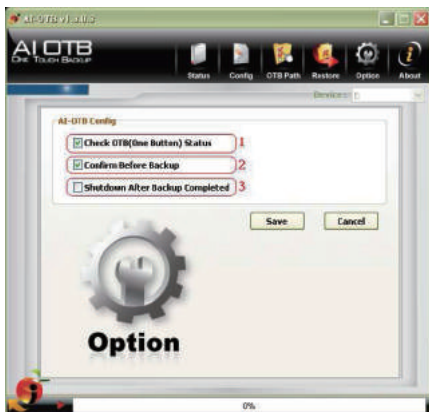 AI OTB
ONE TOUCH BACKUP
Status Config OTB Path Restore Option About
AI-OTB Config
Check OTB(One Button) Status 1
Confirm Before Backup 2
Shutdown After Backup Completed 3
Save Cancel
Option
0%